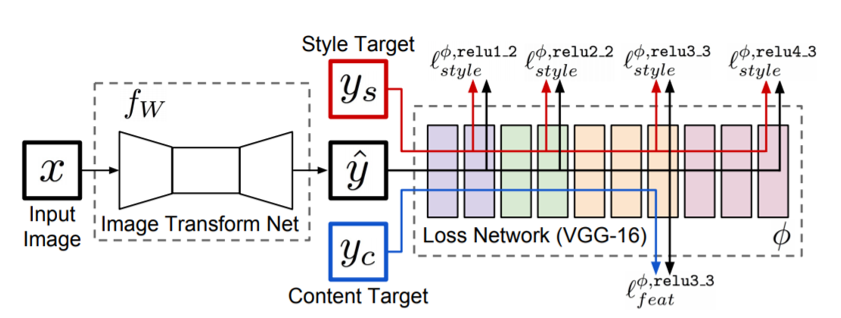 Style Target
y_s
ℓ^{ϕ,relu1_2}_{style}
ℓ^{ϕ,relu2_2}_{style}
ℓ^{ϕ,relu3_3}_{style}
ℓ^{ϕ,relu4_3}_{style}
f_W
x
ŷ
Input
Image
Image Transform Net
y_c
Loss Network (VGG-16)
ϕ
Content Target
ℓ^{ϕ,relu3_3}_{feat}